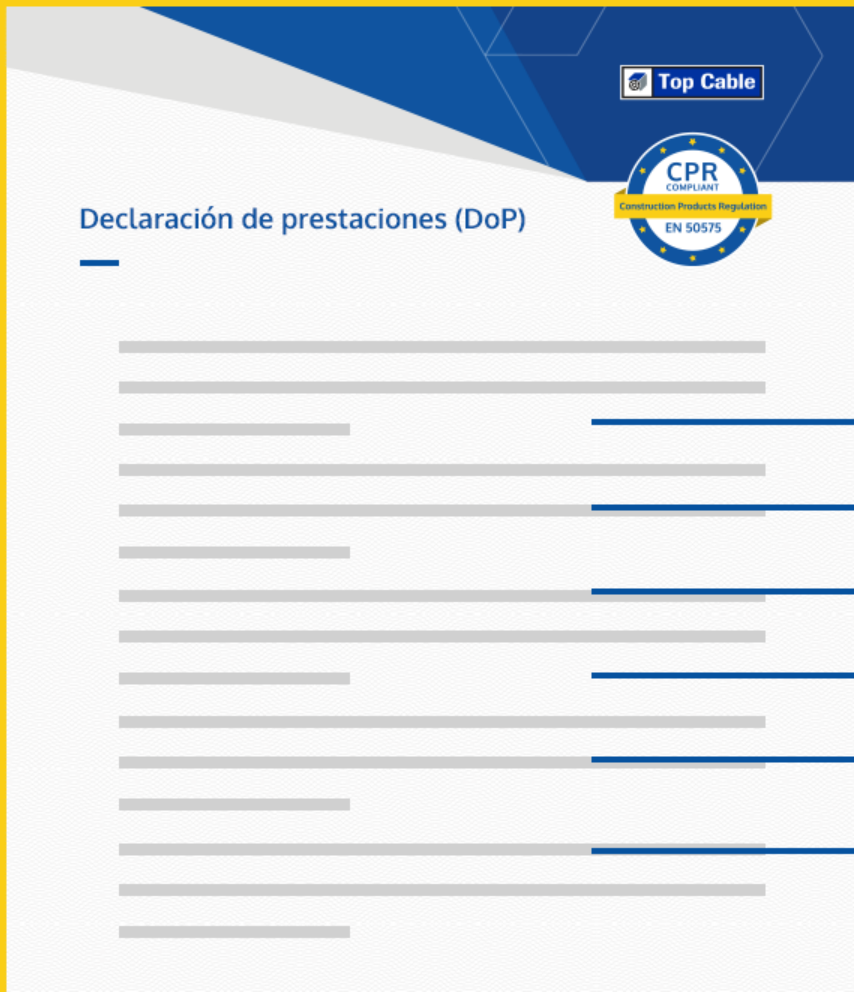 Top Cable
CPR
COMPLIANT
Construction Products Regulation
EN 50575
Declaración de prestaciones (DoP)